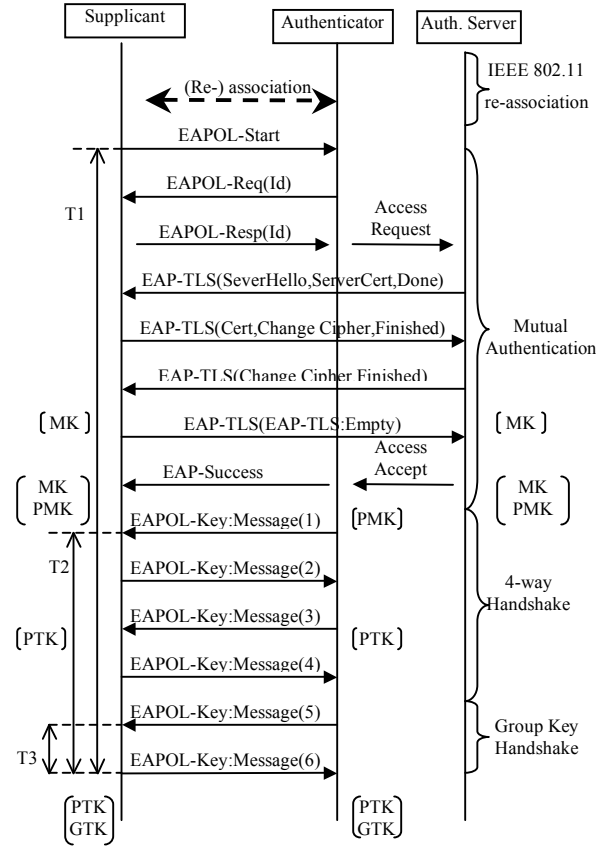 Supplicant
Authenticator
Auth. Server
(Re-) association
IEEE 802.11
re-association
EAPOL-Start
EAPOL-Req(Id)
T1
EAPOL-Resp(Id)
Access
Request
EAP-TLS(SeverHello,ServerCert,Done)
EAP-TLS(Cert,Change Cipher,Finished)
Mutual
Authentication
EAP-TLS(Change Cipher Finished)
[MK]
EAP-TLS(EAP-TLS:Empty)
[MK]
Access
Accept
EAP-Success
MK
PMK
MK
PMK
EAPOL-Key:Message(1)
[PMK]
T2
EAPOL-Key:Message(2)
4-way
Handshake
EAPOL-Key:Message(3)
[PTK]
[PTK]
EAPOL-Key:Message(4)
EAPOL-Key:Message(5)
Group Key
Handshake
T3
EAPOL-Key:Message(6)
PTK
GTK
PTK
GTK